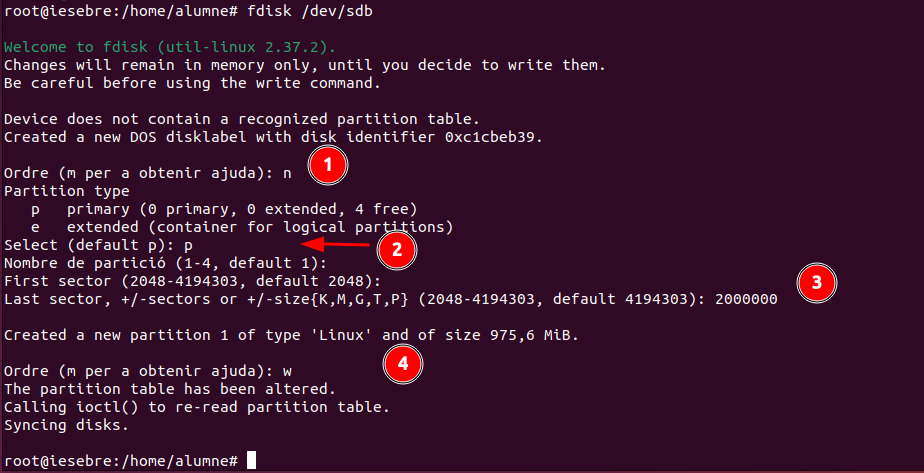 root@iesebre:/home/alumne# fdisk /dev/sdb
Welcome to fdisk (util-linux 2.37.2).
Changes will remain in memory only, until you decide to write them.
Be careful before using the write command.
Device does not contain a recognized partition table.
Created a new DOS disklabel with disk identifier 0xc1cbeb39.
Ordre (m per a obtenir ajuda): n 1
Partition type
p primary (0 primary, 0 extended, 4 free)
e extended (container for logical partitions)
Select (default p): p 2
Nombre de partició (1-4, default 1):
First sector (2048-4194303, default 2048):
Last sector, +/-sectors or +/-size{K,M,G,T,P} (2048-4194303, default 4194303): 2000000 3
Created a new partition 1 of type 'Linux' and of size 975,6 MiB.
Ordre (m per a obtenir ajuda): w 4
The partition table has been altered.
Calling ioctl() to re-read partition table.
Syncing disks.
root@iesebre:/home/alumne#